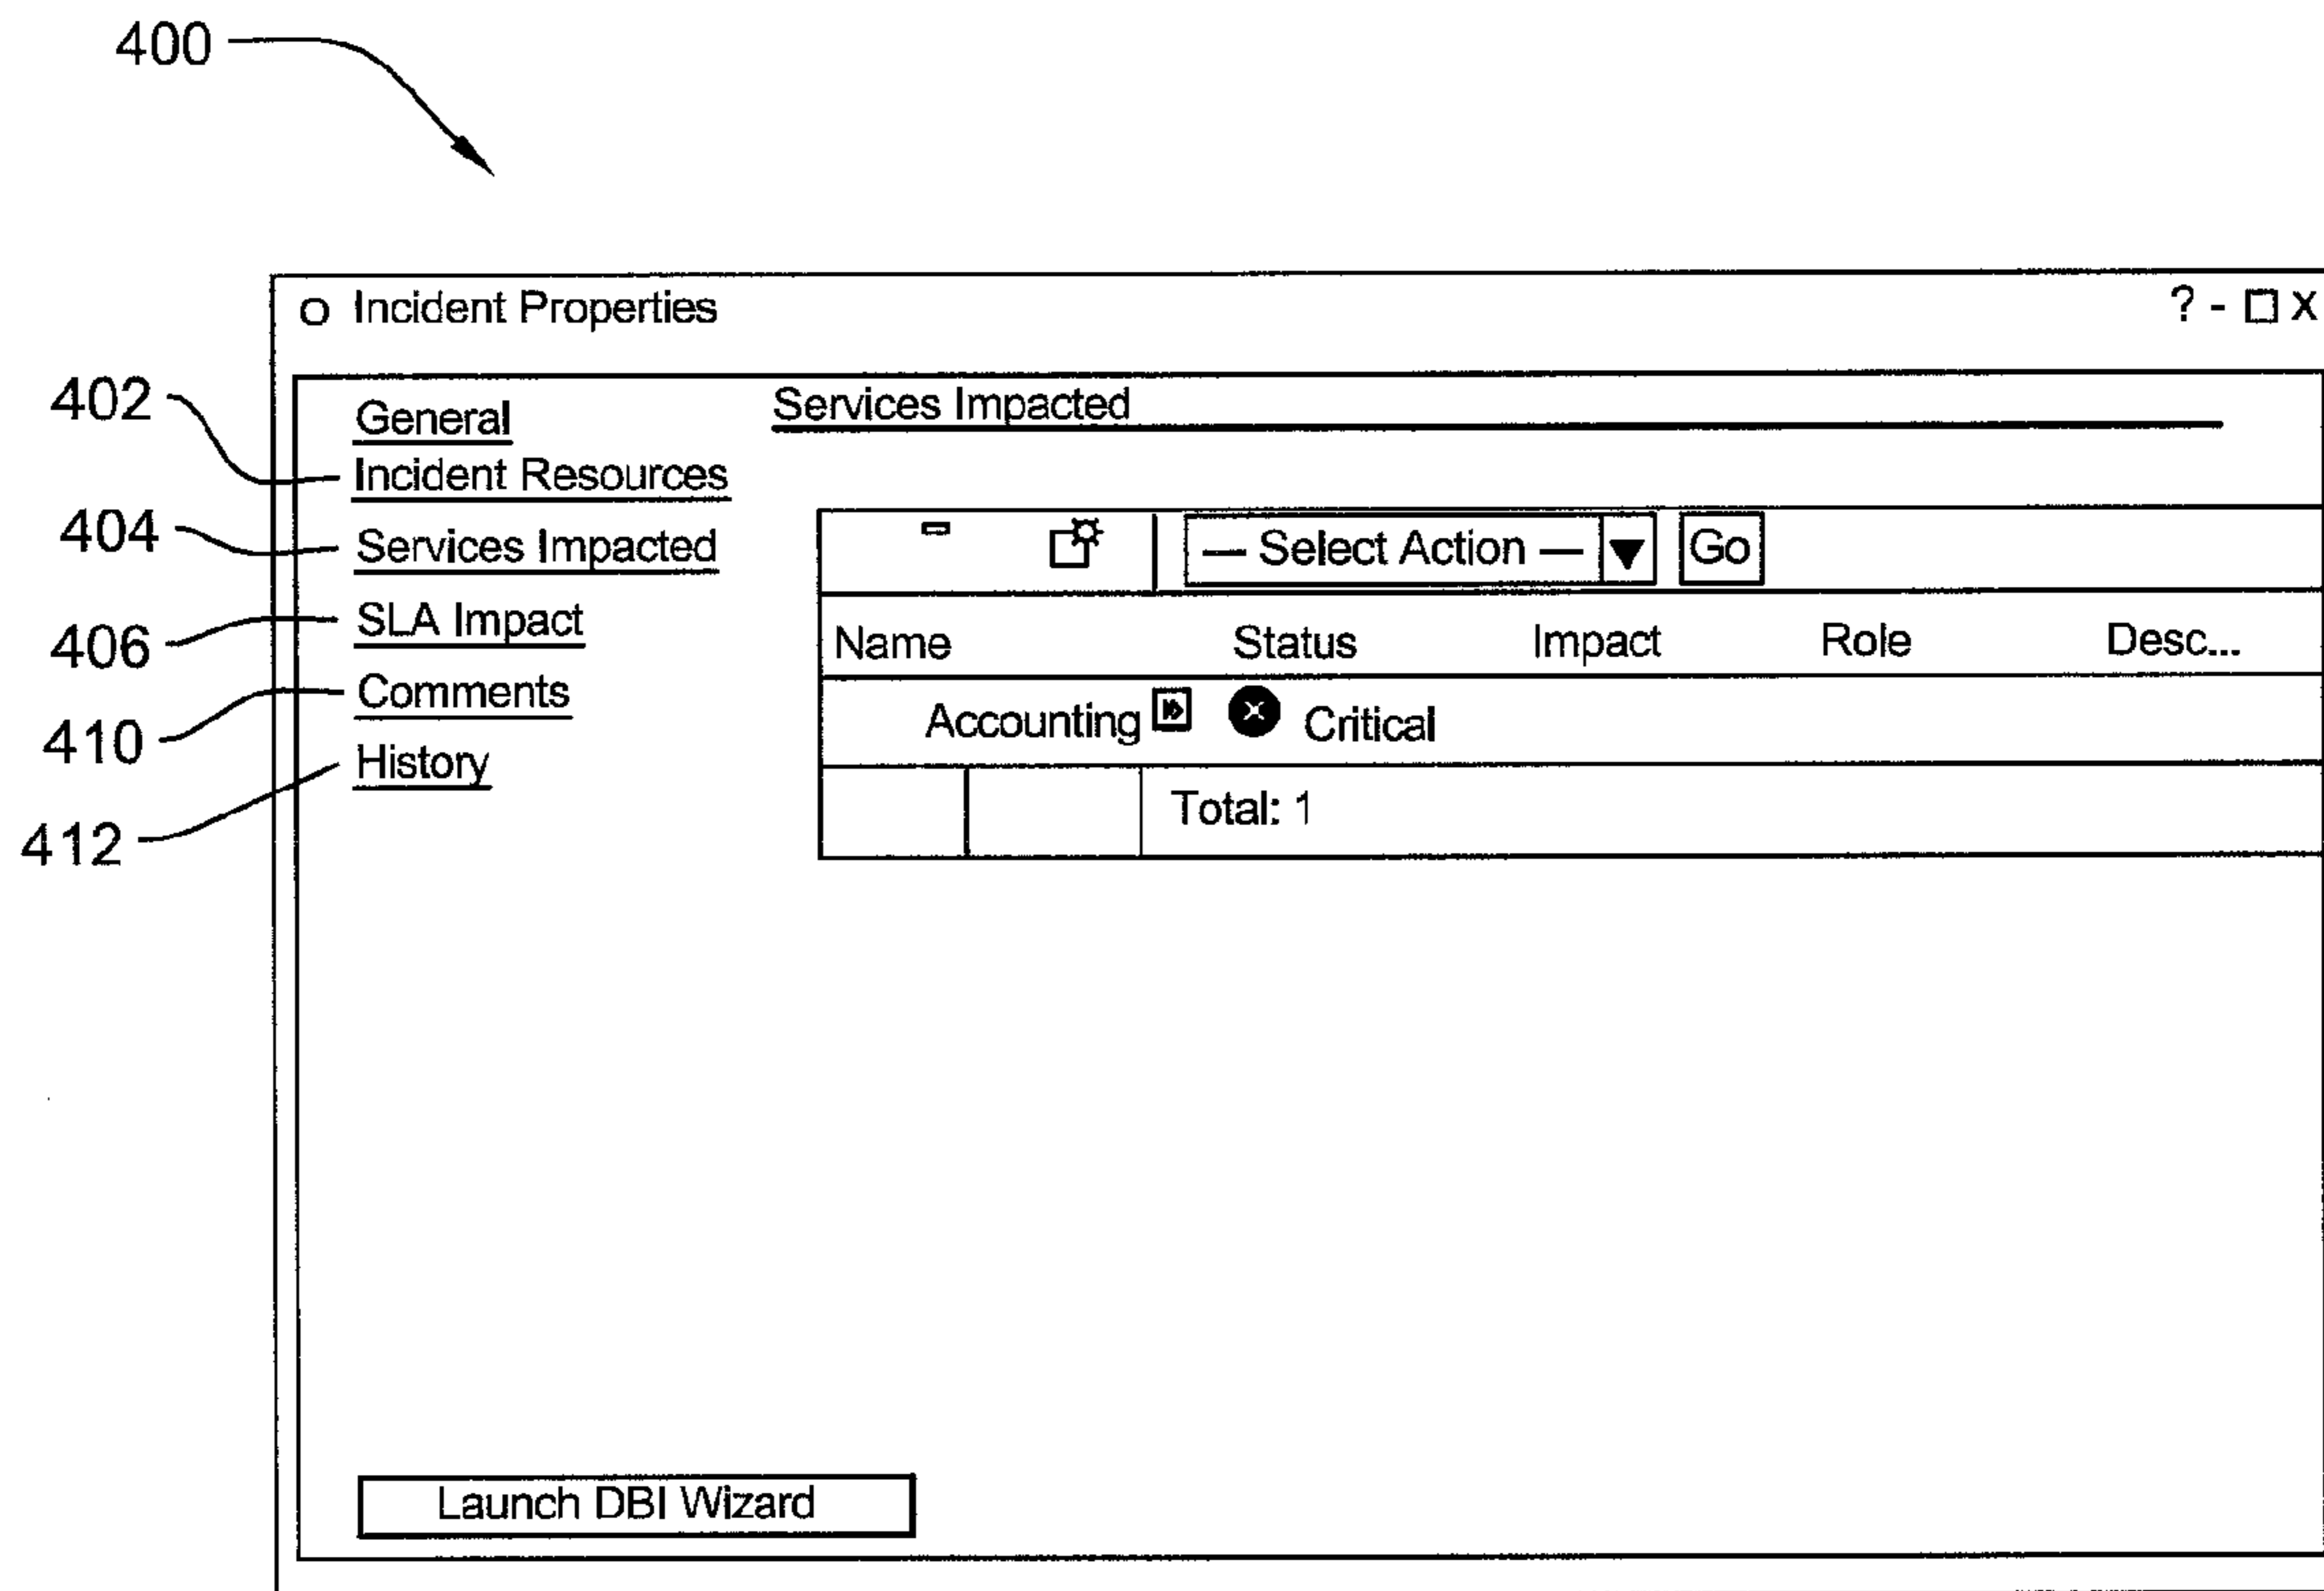 400
Incident Properties ? - X
402
General
Services Impacted
Incident Resources
404
Services Impacted
— Select Action — Go
406
SLA Impact
Name Status Impact Role Desc...
410
Comments
Accounting Critical
412
History
Total: 1
Launch DBI Wizard